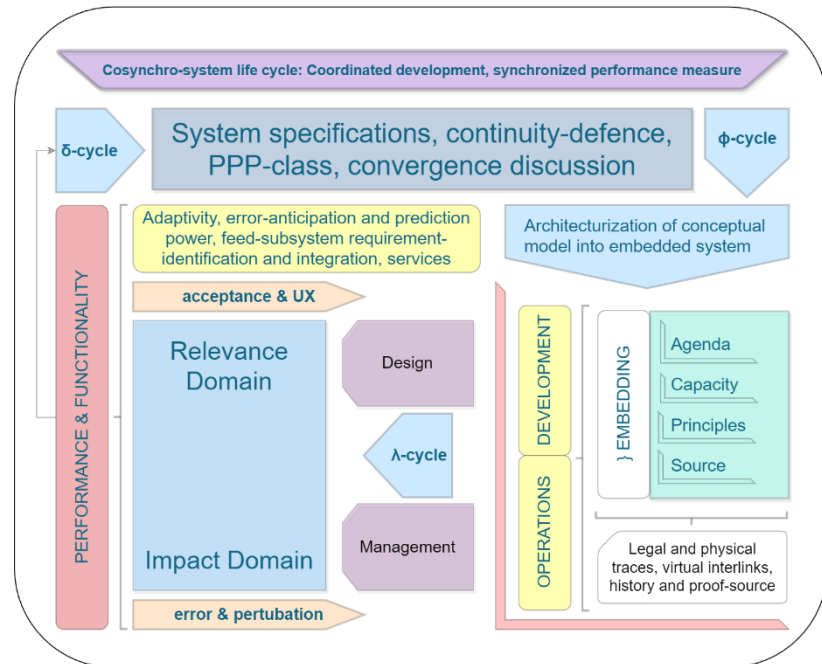 Cosynchro-system life cycle: Coordinated development, synchronized performance measure
δ-cycle
System specifications, continuity-defence,
PPP-class, convergence discussion
ϕ-cycle
PERFORMANCE & FUNCTIONALITY
Adaptivity, error-anticipation and prediction
power, feed-subsystem requirement-
identification and integration, services
Architecturization of conceptual
model into embedded system
acceptance & UX
Relevance
Domain
Impact Domain
Design
λ-cycle
Management
error & pertubation
DEVELOPMENT
OPERATIONS
} EMBEDDING
Agenda
Capacity
Principles
Source
Legal and physical
traces, virtual interlinks,
history and proof-source